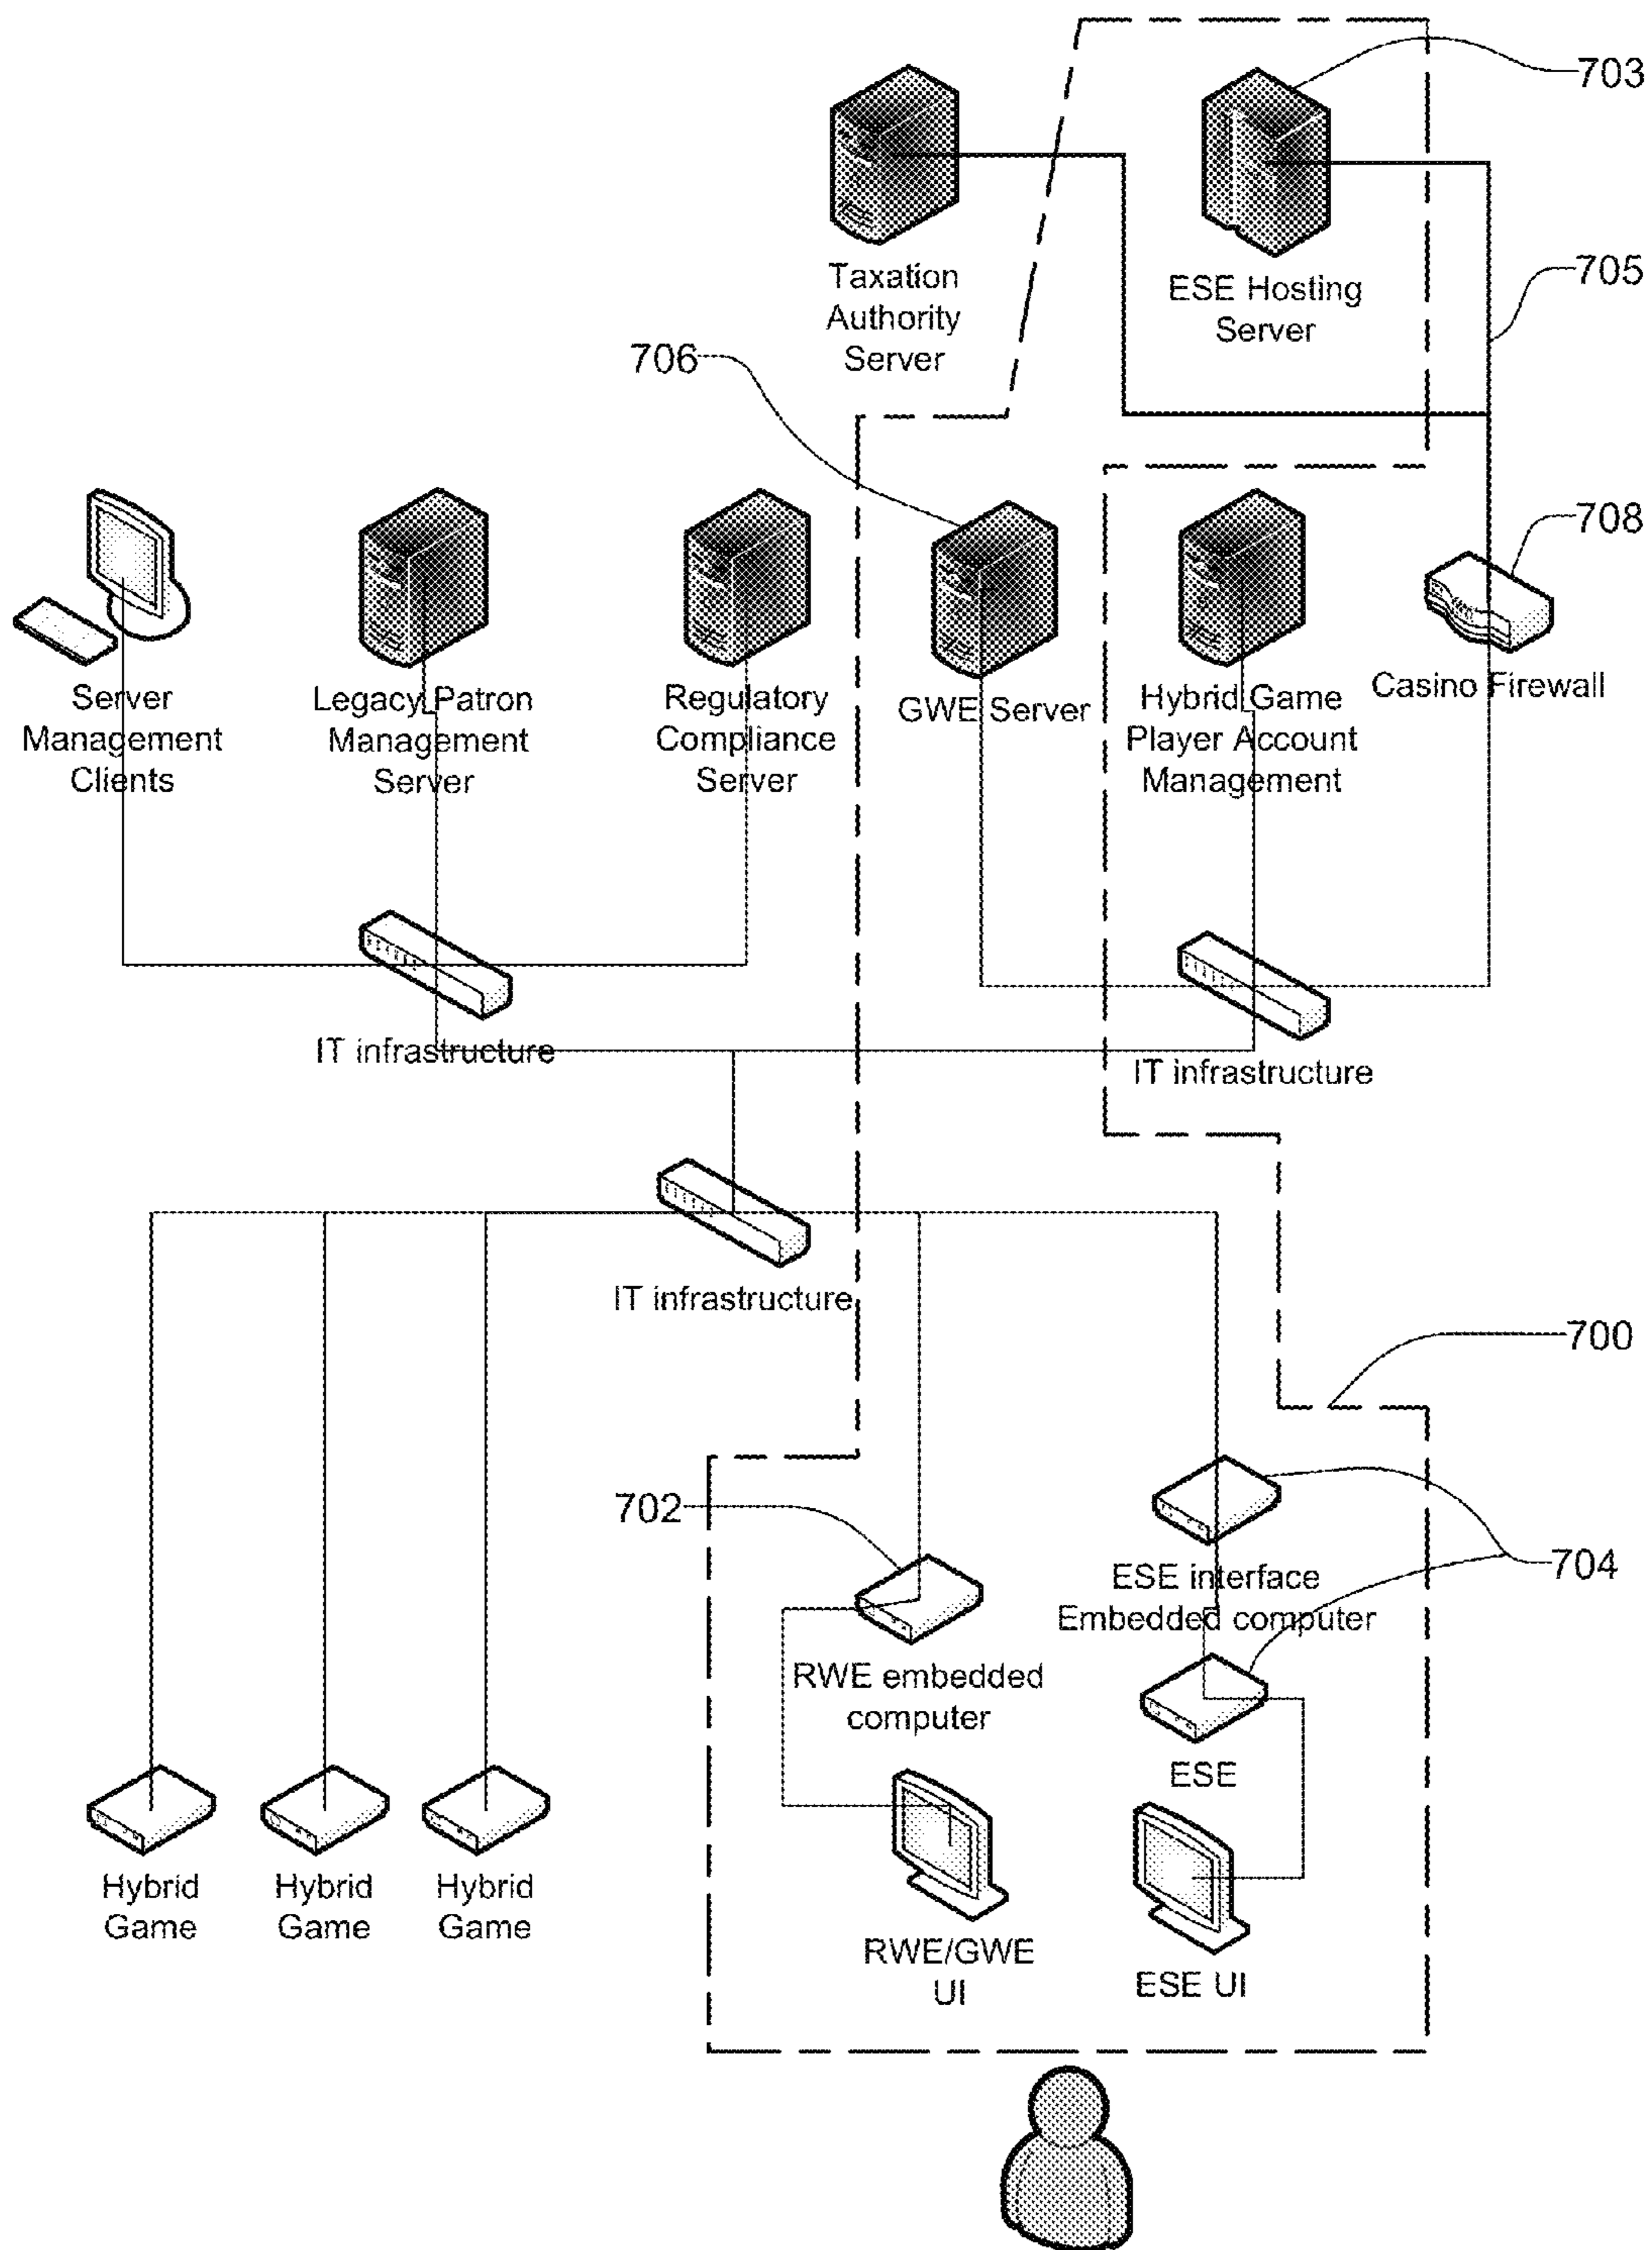 703
Taxation
Authority
Server
ESE Hosting
Server
705
706
708
Server
Management
Clients
Legacy Patron
Management
Server
Regulatory
Compliance
Server
GWE Server
Hybrid Game
Player Account
Management
Casino Firewall
IT infrastructure
IT infrastructure
IT infrastructure
700
702
704
ESE interface
Embedded computer
RWE embedded
computer
ESE
Hybrid
Game
Hybrid
Game
Hybrid
Game
RWE/GWE
UI
ESE UI